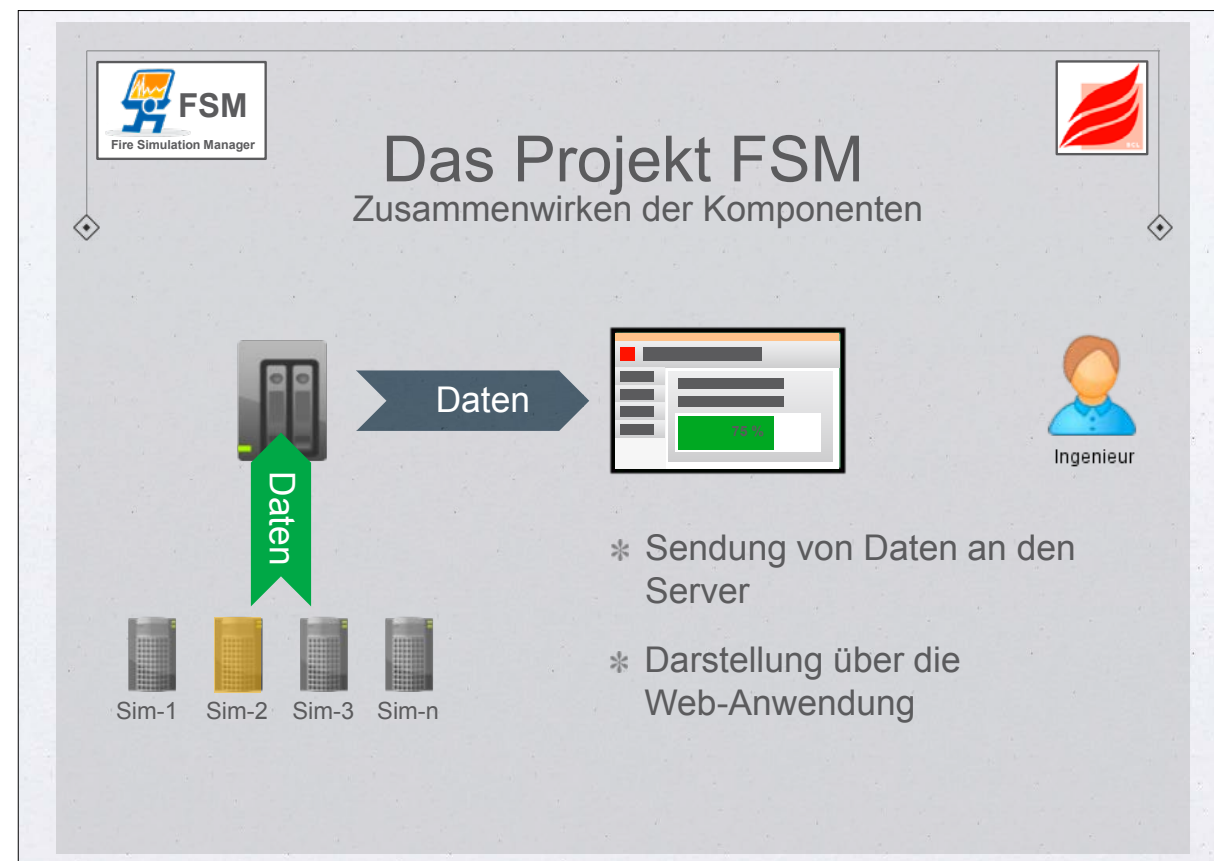 FSM
Fire Simulation Manager
BCL
Das Projekt FSM
Zusammenwirken der Komponenten
Daten
75 %
Ingenieur
Daten
Sendung von Daten an den
Server
Darstellung über die
Web-Anwendung
Sim-1 Sim-2 Sim-3 Sim-n